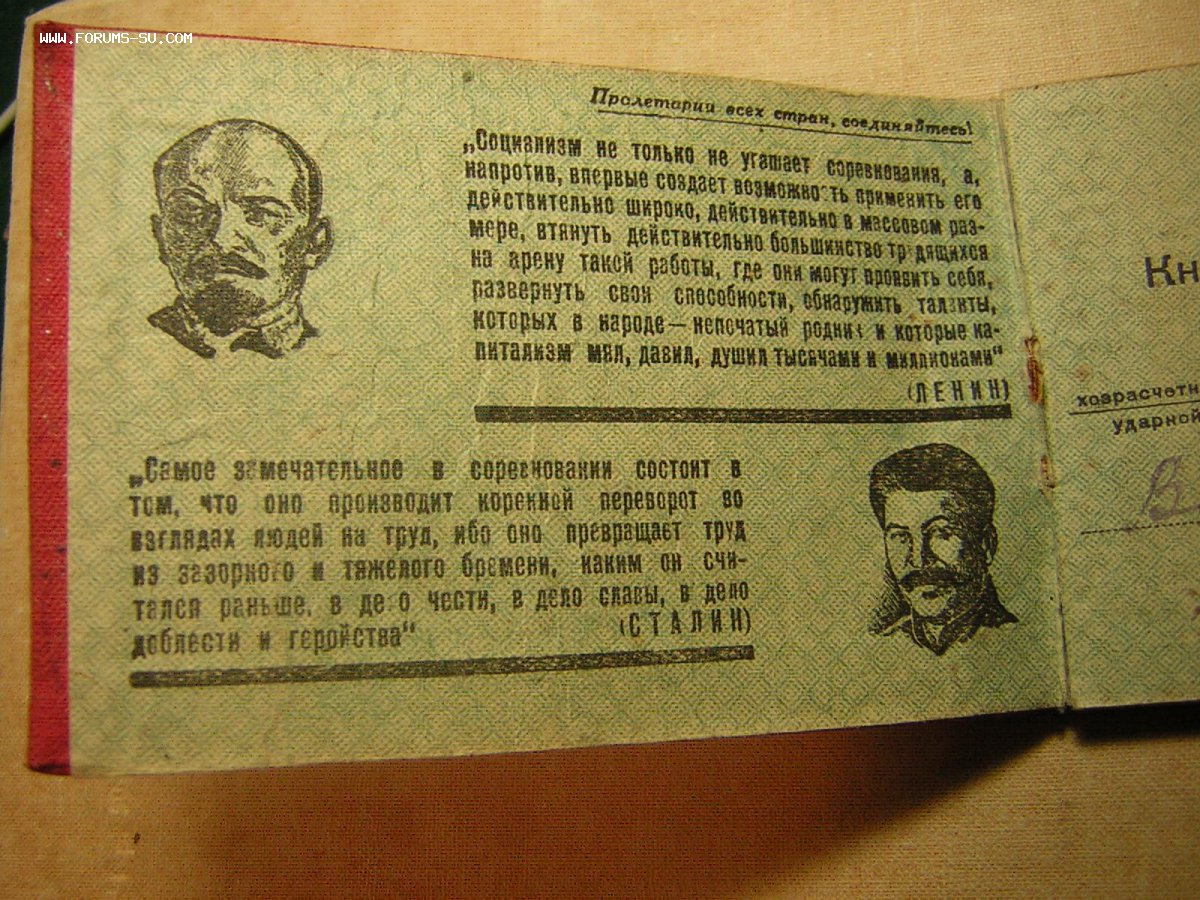 WWW.FORUMS-SU.COM
Пролетарии всех стран, соединяйтесь!
„Социализм не только не угашает соревнования, а,
напротив, впервые создает возможность применить его
действительно широко, действительно в массовом раз-
мере, втянуть действительно большинство трудящихся
на арену такой работы, где они могут проявить себя,
развернуть свои способности, обнаружить таланты,
которых в народе—непочатый родник и которые ка-
питализм мял, давил, душил тысячами и миллионами“
(ЛЕНИН)
„Самое замечательное в соревновании состоит в
том, что оно производит коренной переворот во
взглядах людей на труд, ибо оно превращает труд
из зазорного и тяжелого бремени, каким он счи-
тался раньше, в дело чести, в дело славы, в дело
доблести и геройства“ (СТАЛИН)
Кн
хозрасчетн
ударной